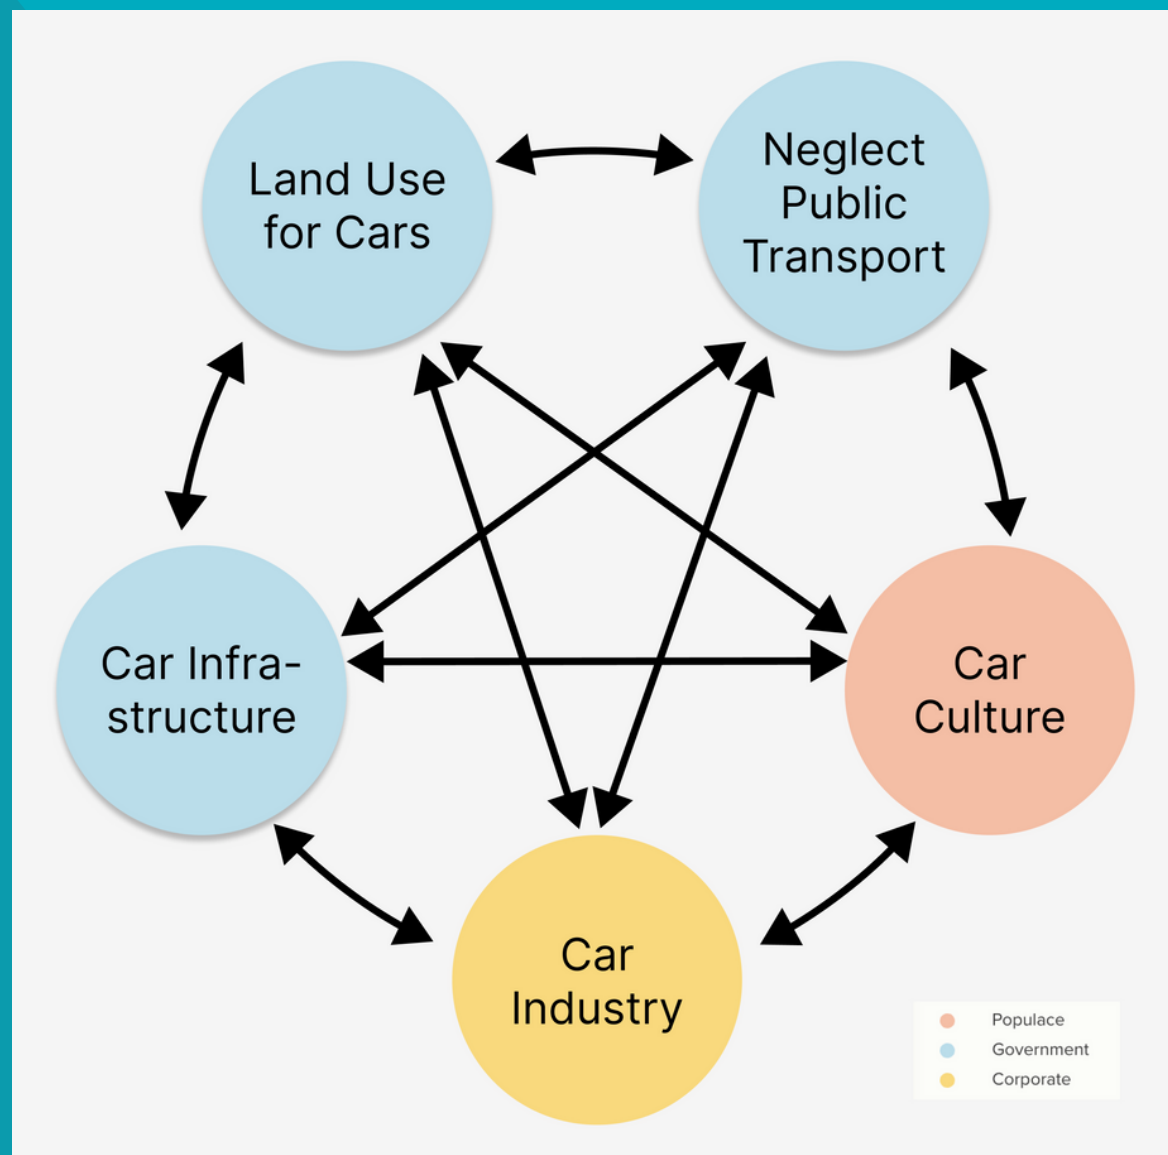 Land Use
for Cars
Neglect
Public
Transport
Car Infra-
structure
Car
Culture
Car
Industry
Populace
Government
Corporate